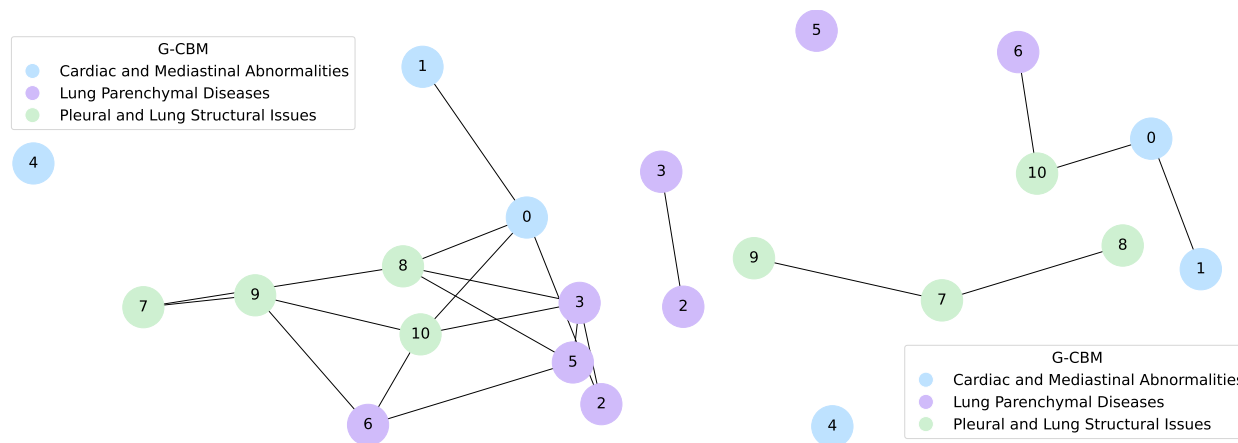 G-CBM
Cardiac and Mediastinal Abnormalities
Lung Parenchymal Diseases
Pleural and Lung Structural Issues
1
4
0
8
9
7
3
10
5
2
6
5
6
0
3
10
8
9
1
7
2
G-CBM
Cardiac and Mediastinal Abnormalities
Lung Parenchymal Diseases
Pleural and Lung Structural Issues
4